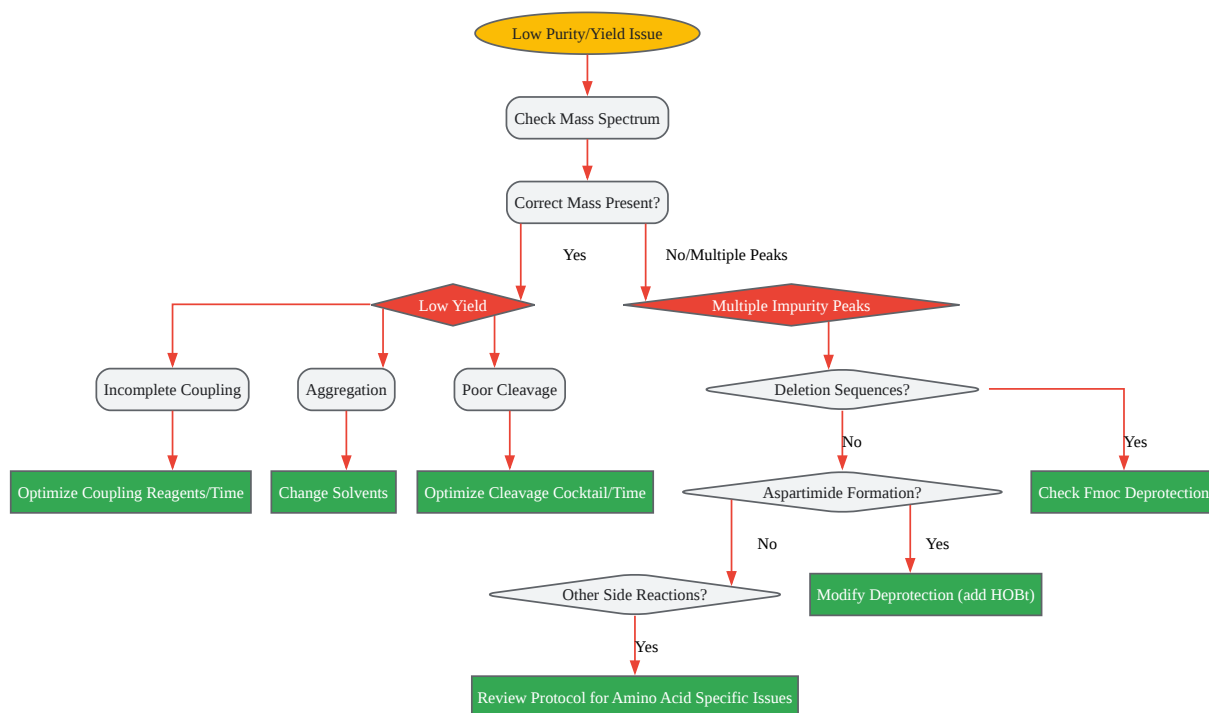 Low Purity/Yield Issue
Check Mass Spectrum
Correct Mass Present?
Yes
No/Multiple Peaks
Low Yield
Multiple Impurity Peaks
Incomplete Coupling
Aggregation
Poor Cleavage
Deletion Sequences?
No
Yes
Optimize Coupling Reagents/Time
Change Solvents
Optimize Cleavage Cocktail/Time
Aspartimide Formation?
Check Fmoc Deprotection
No
Yes
Other Side Reactions?
Modify Deprotection (add HOBt)
Yes
Review Protocol for Amino Acid Specific Issues